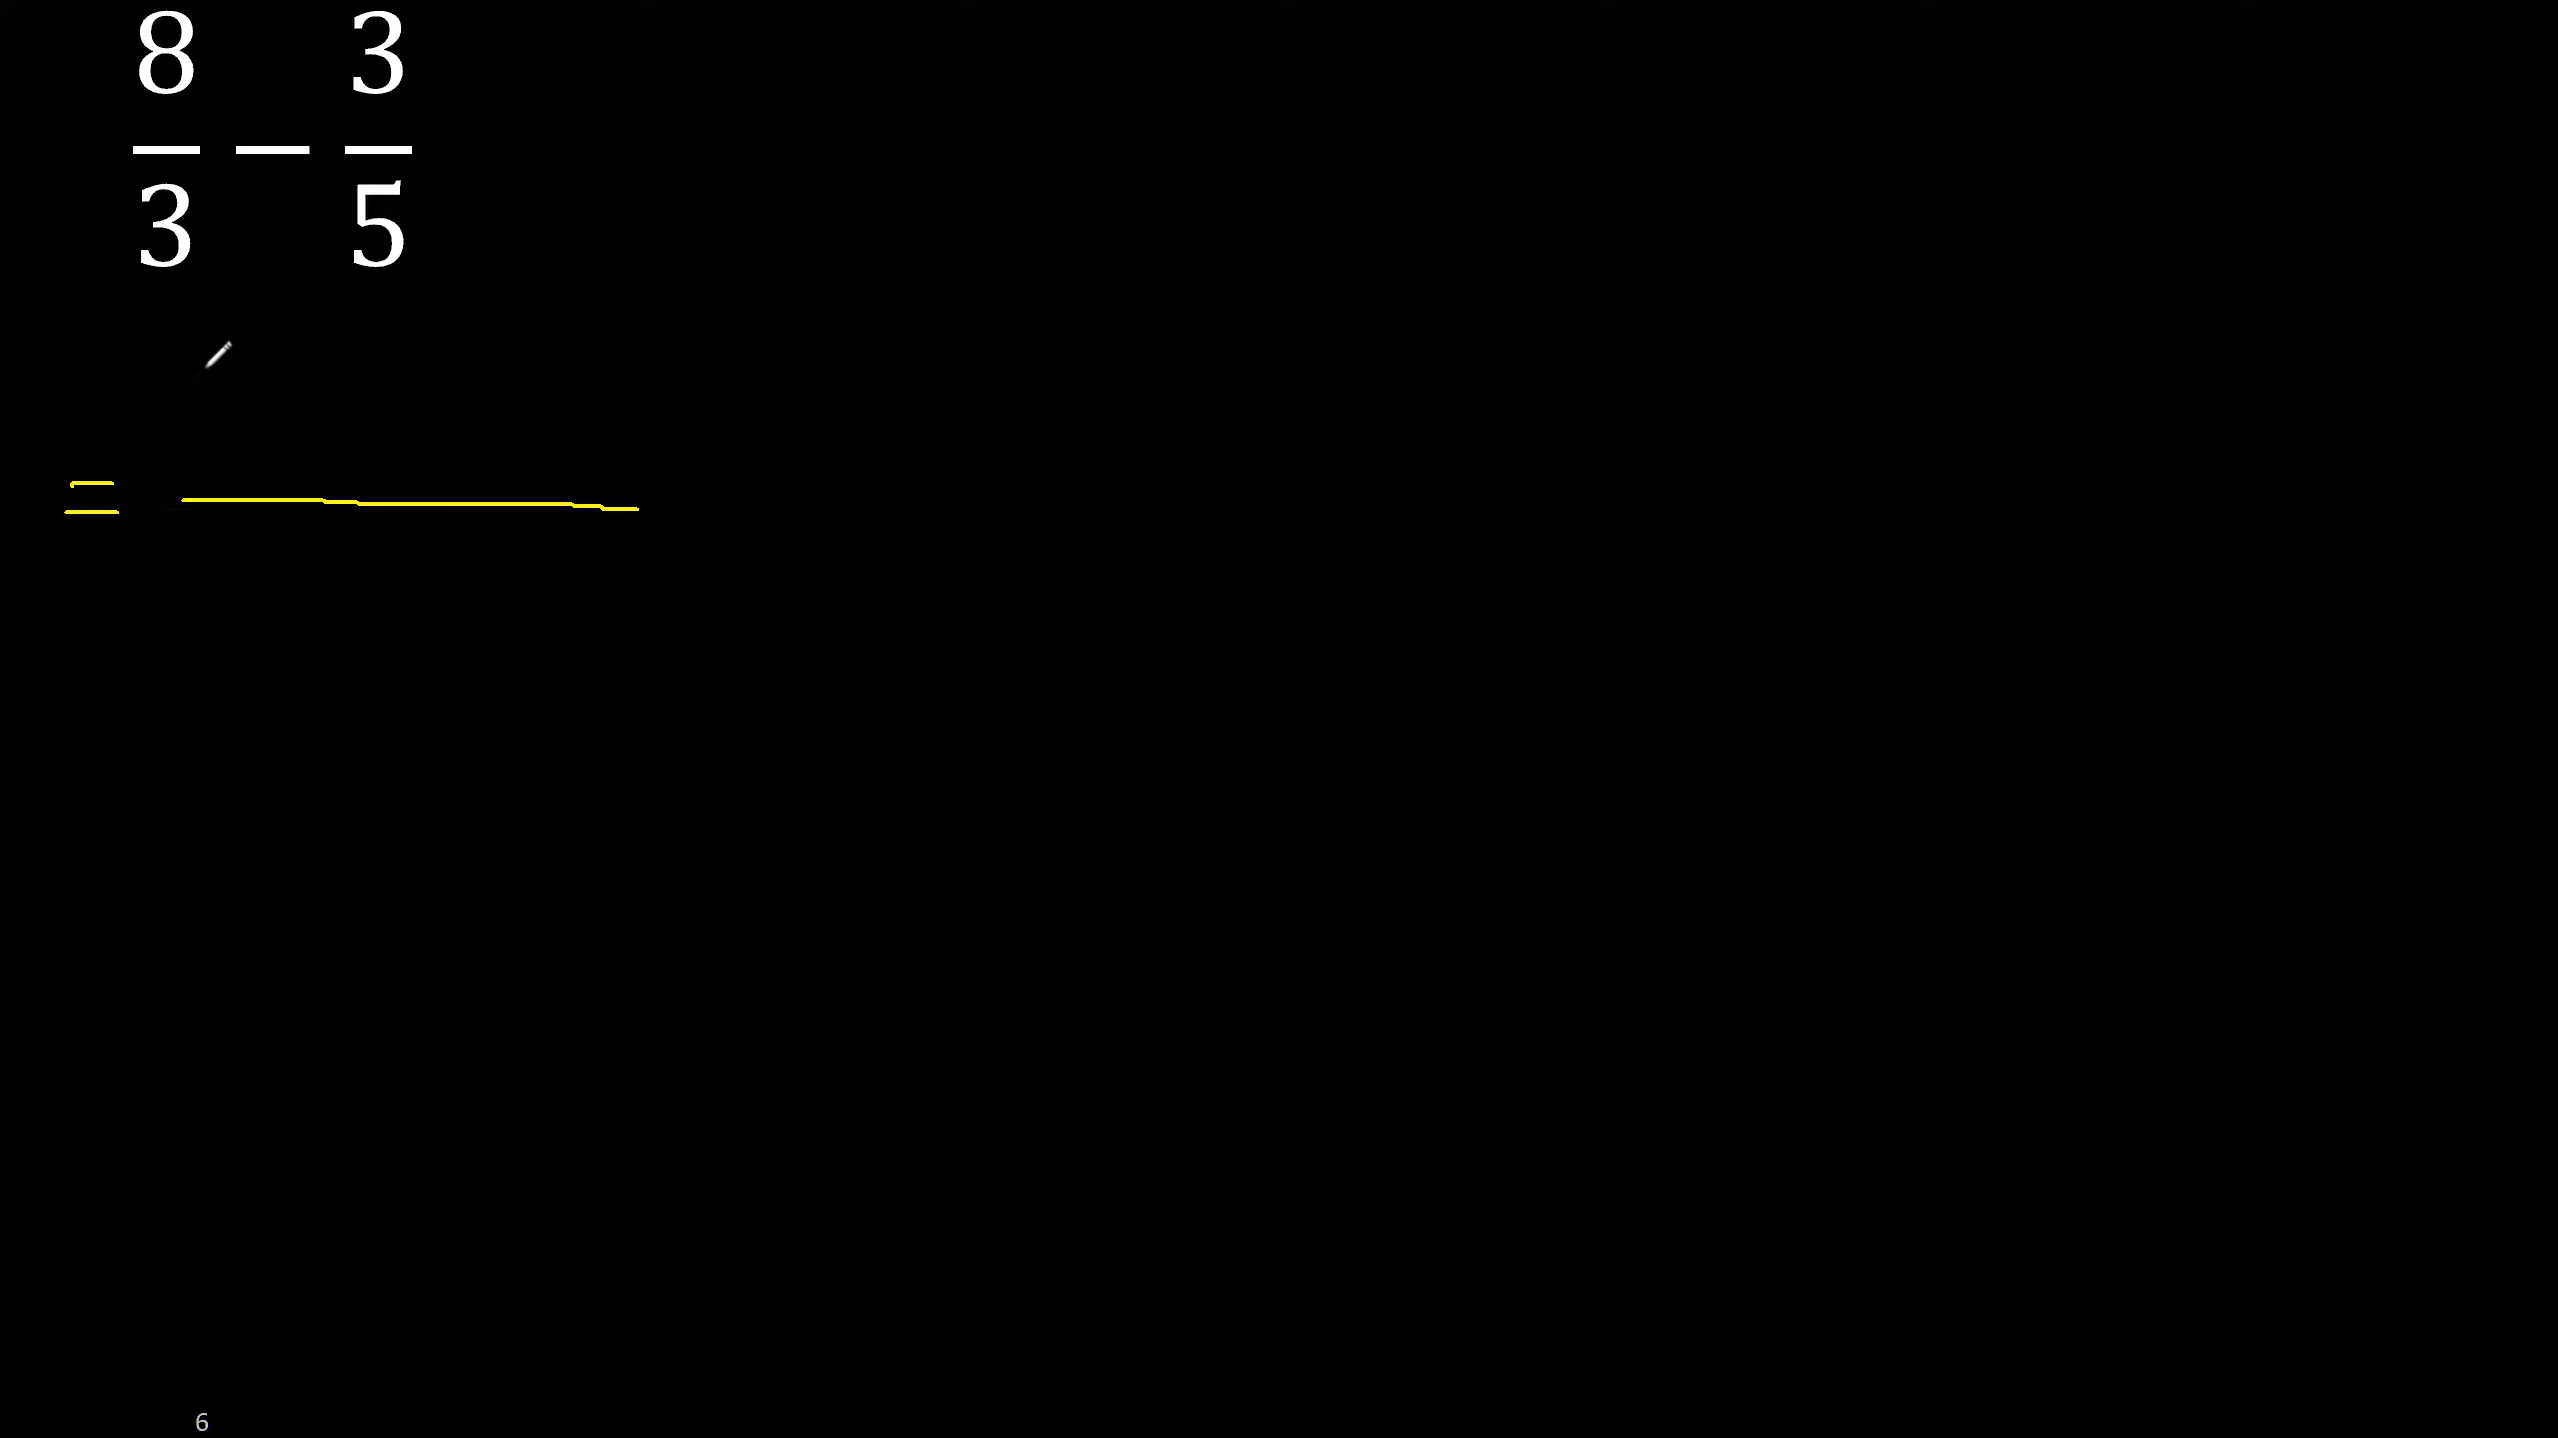 8/3 − 3/5
=
6